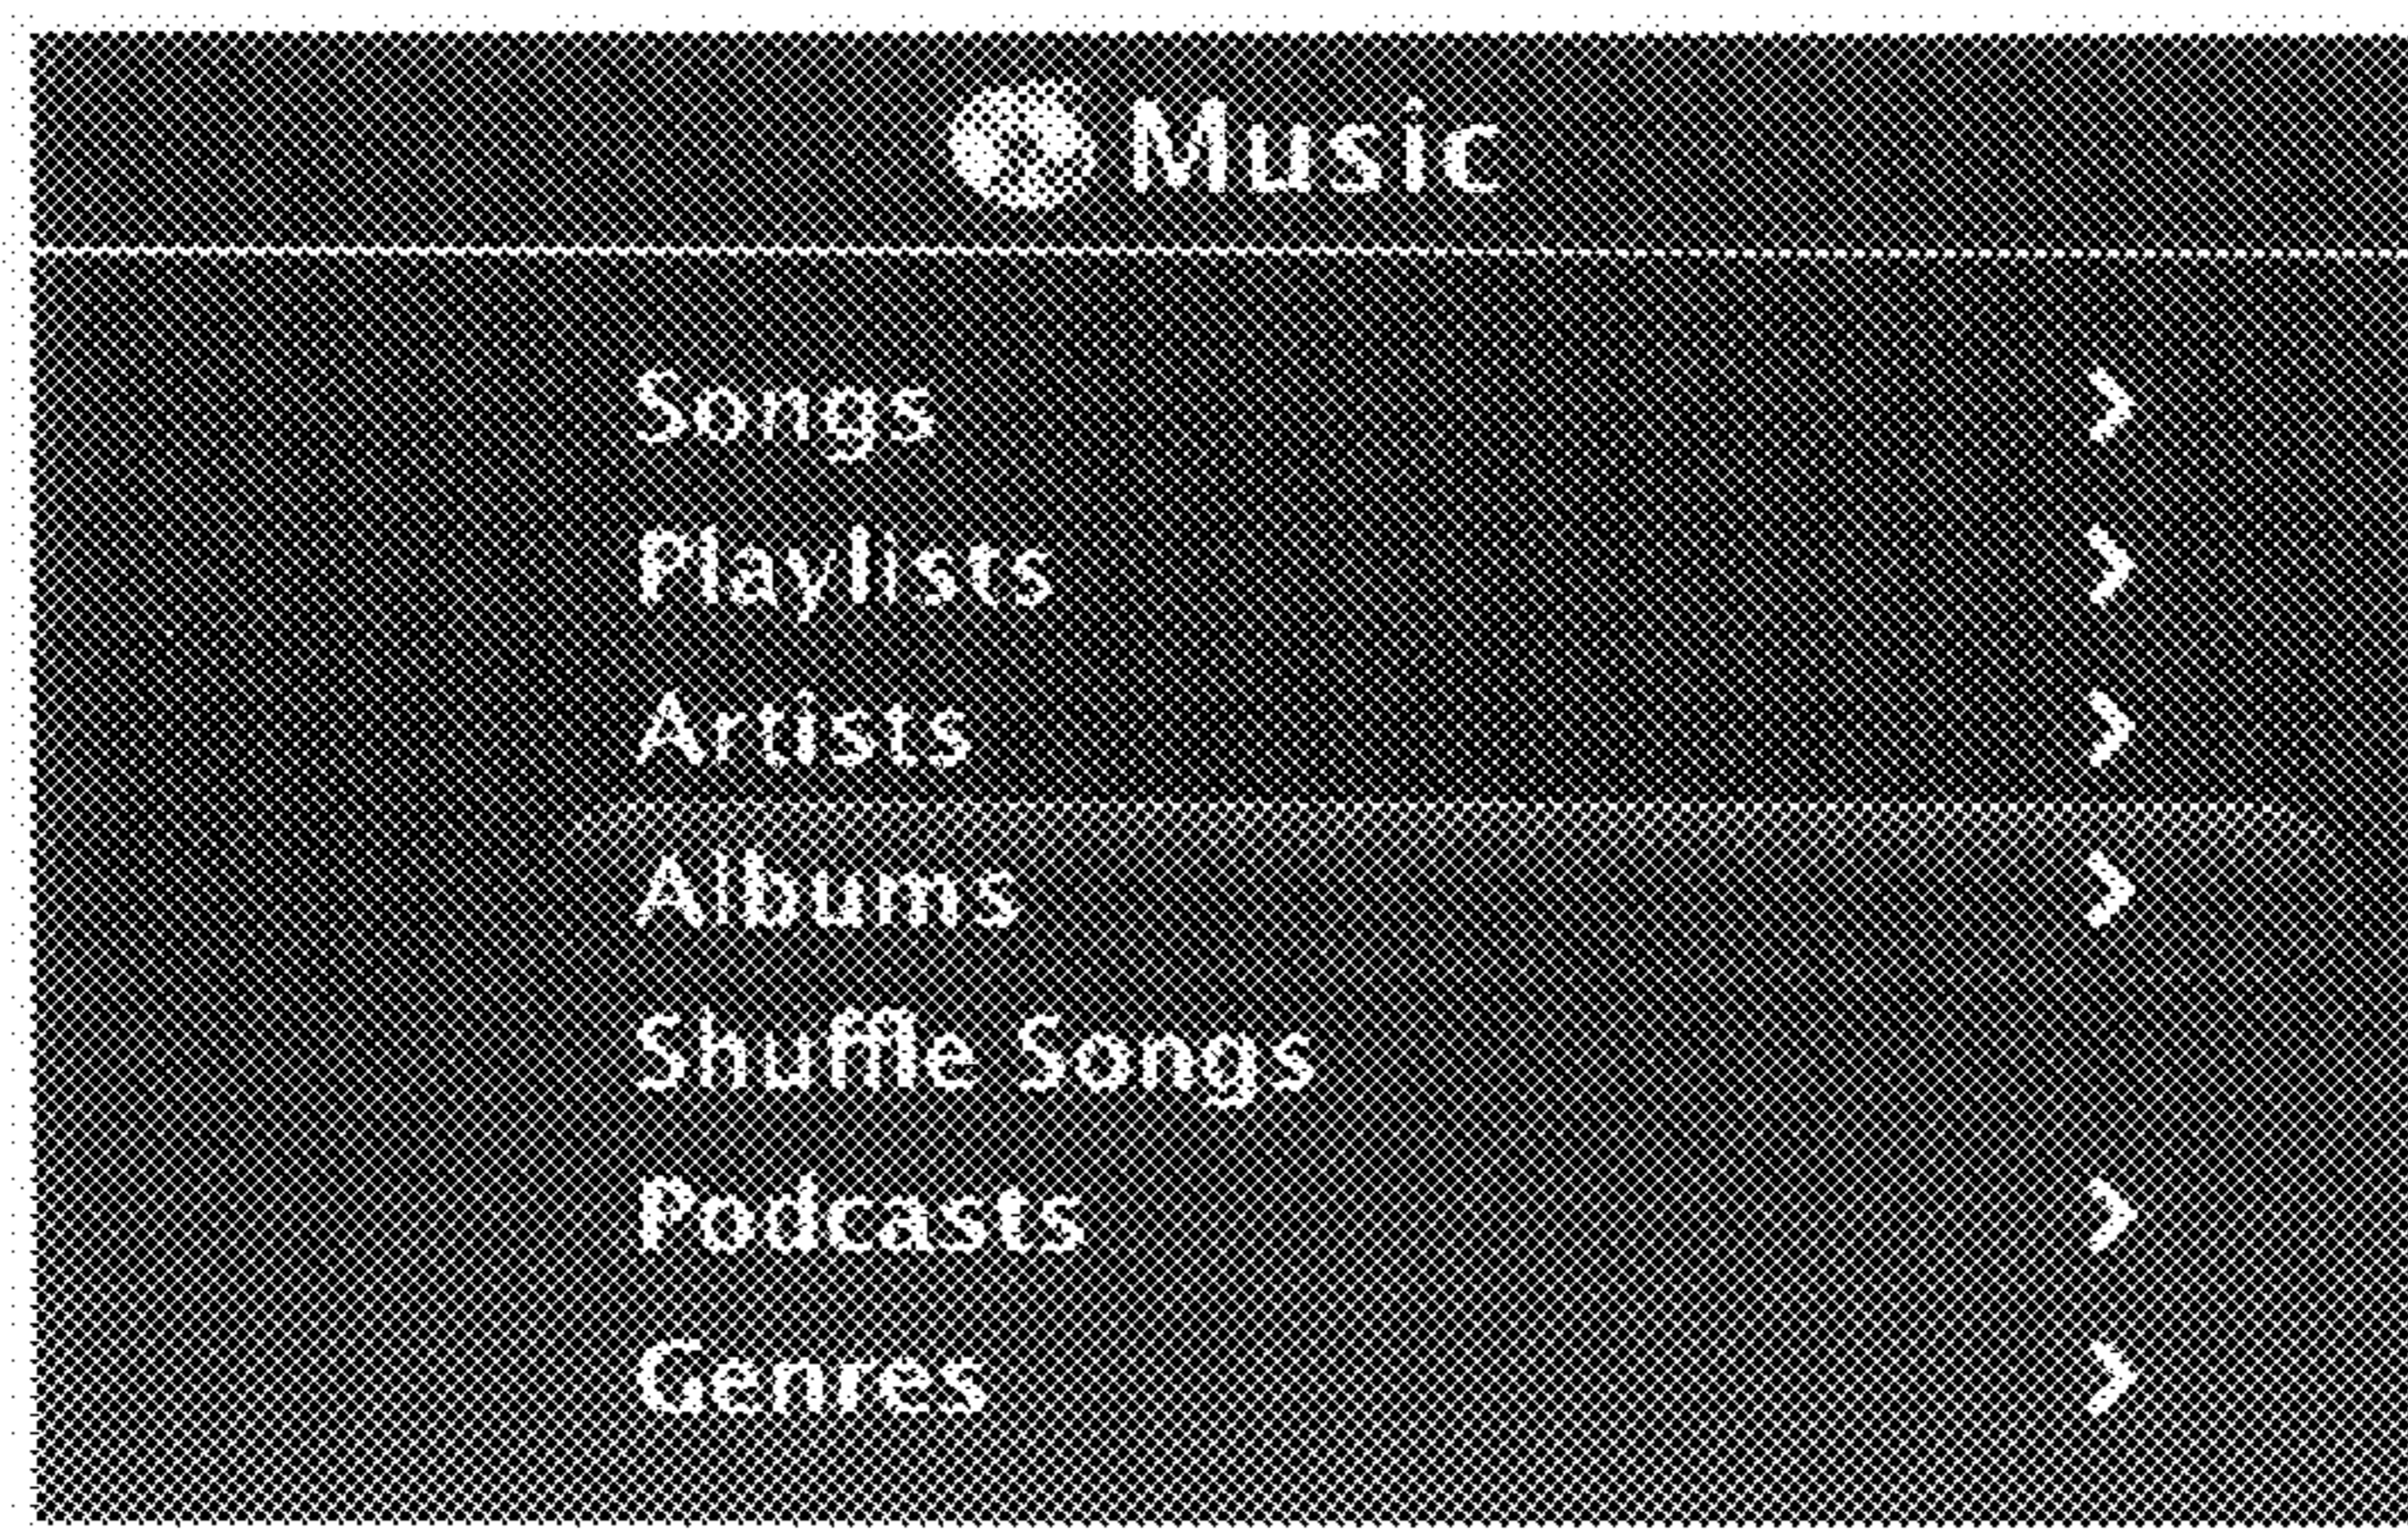 Music
Songs >
Playlists >
Artists >
Albums >
Shuffle Songs
Podcasts >
Genres >